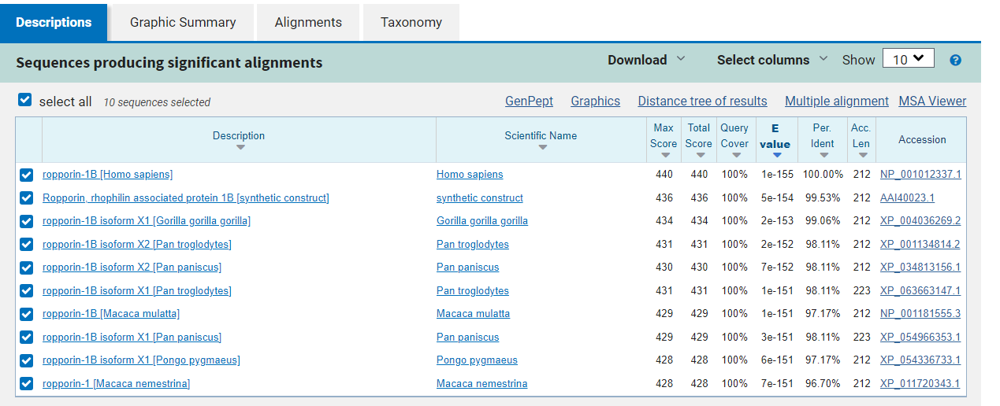 Descriptions Graphic Summary Alignments Taxonomy
Sequences producing significant alignments Download Select columns Show 10 ?
select all 10 sequences selected GenPept Graphics Distance tree of results Multiple alignment MSA Viewer
Description Scientific Name Max Score Total Score Query Cover E value Per. Ident Acc. Len Accession
ropporin-1B [Homo sapiens] Homo sapiens 440 440 100% 1e-155 100.00% 212 NP_001012337.1
Ropporin, rhophilin associated protein 1B [synthetic construct] synthetic construct 436 436 100% 5e-154 99.53% 212 AAI40023.1
ropporin-1B isoform X1 [Gorilla gorilla gorilla] Gorilla gorilla gorilla 434 434 100% 2e-153 99.06% 212 XP_004036269.2
ropporin-1B isoform X2 [Pan troglodytes] Pan troglodytes 431 431 100% 2e-152 98.11% 212 XP_001134814.2
ropporin-1B isoform X2 [Pan paniscus] Pan paniscus 430 430 100% 7e-152 98.11% 212 XP_034813156.1
ropporin-1B isoform X1 [Pan troglodytes] Pan troglodytes 431 431 100% 1e-151 98.11% 223 XP_063663147.1
ropporin-1B [Macaca mulatta] Macaca mulatta 429 429 100% 1e-151 97.17% 212 NP_001181555.3
ropporin-1B isoform X1 [Pan paniscus] Pan paniscus 429 429 100% 3e-151 98.11% 223 XP_054966353.1
ropporin-1B isoform X1 [Pongo pygmaeus] Pongo pygmaeus 428 428 100% 6e-151 97.17% 212 XP_054336733.1
ropporin-1 [Macaca nemestrina] Macaca nemestrina 428 428 100% 7e-151 96.70% 212 XP_011720343.1